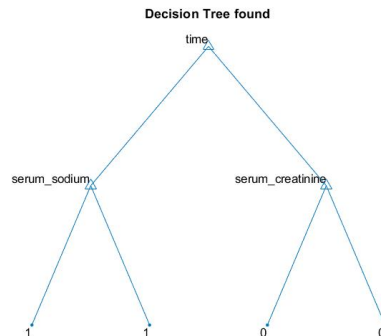 Decision Tree found
time
serum_sodium
serum_creatinine
1
1
0